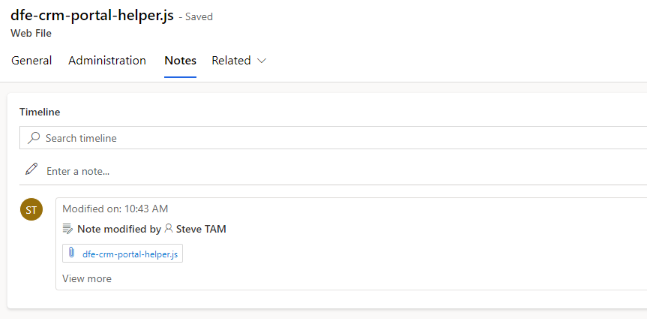 dfe-crm-portal-helper.js - Saved
Web File
General Administration Notes Related
Timeline
Search timeline
Enter a note...
ST
Modified on: 10:43 AM
Note modified by Steve TAM
dfe-crm-portal-helper.js
View more